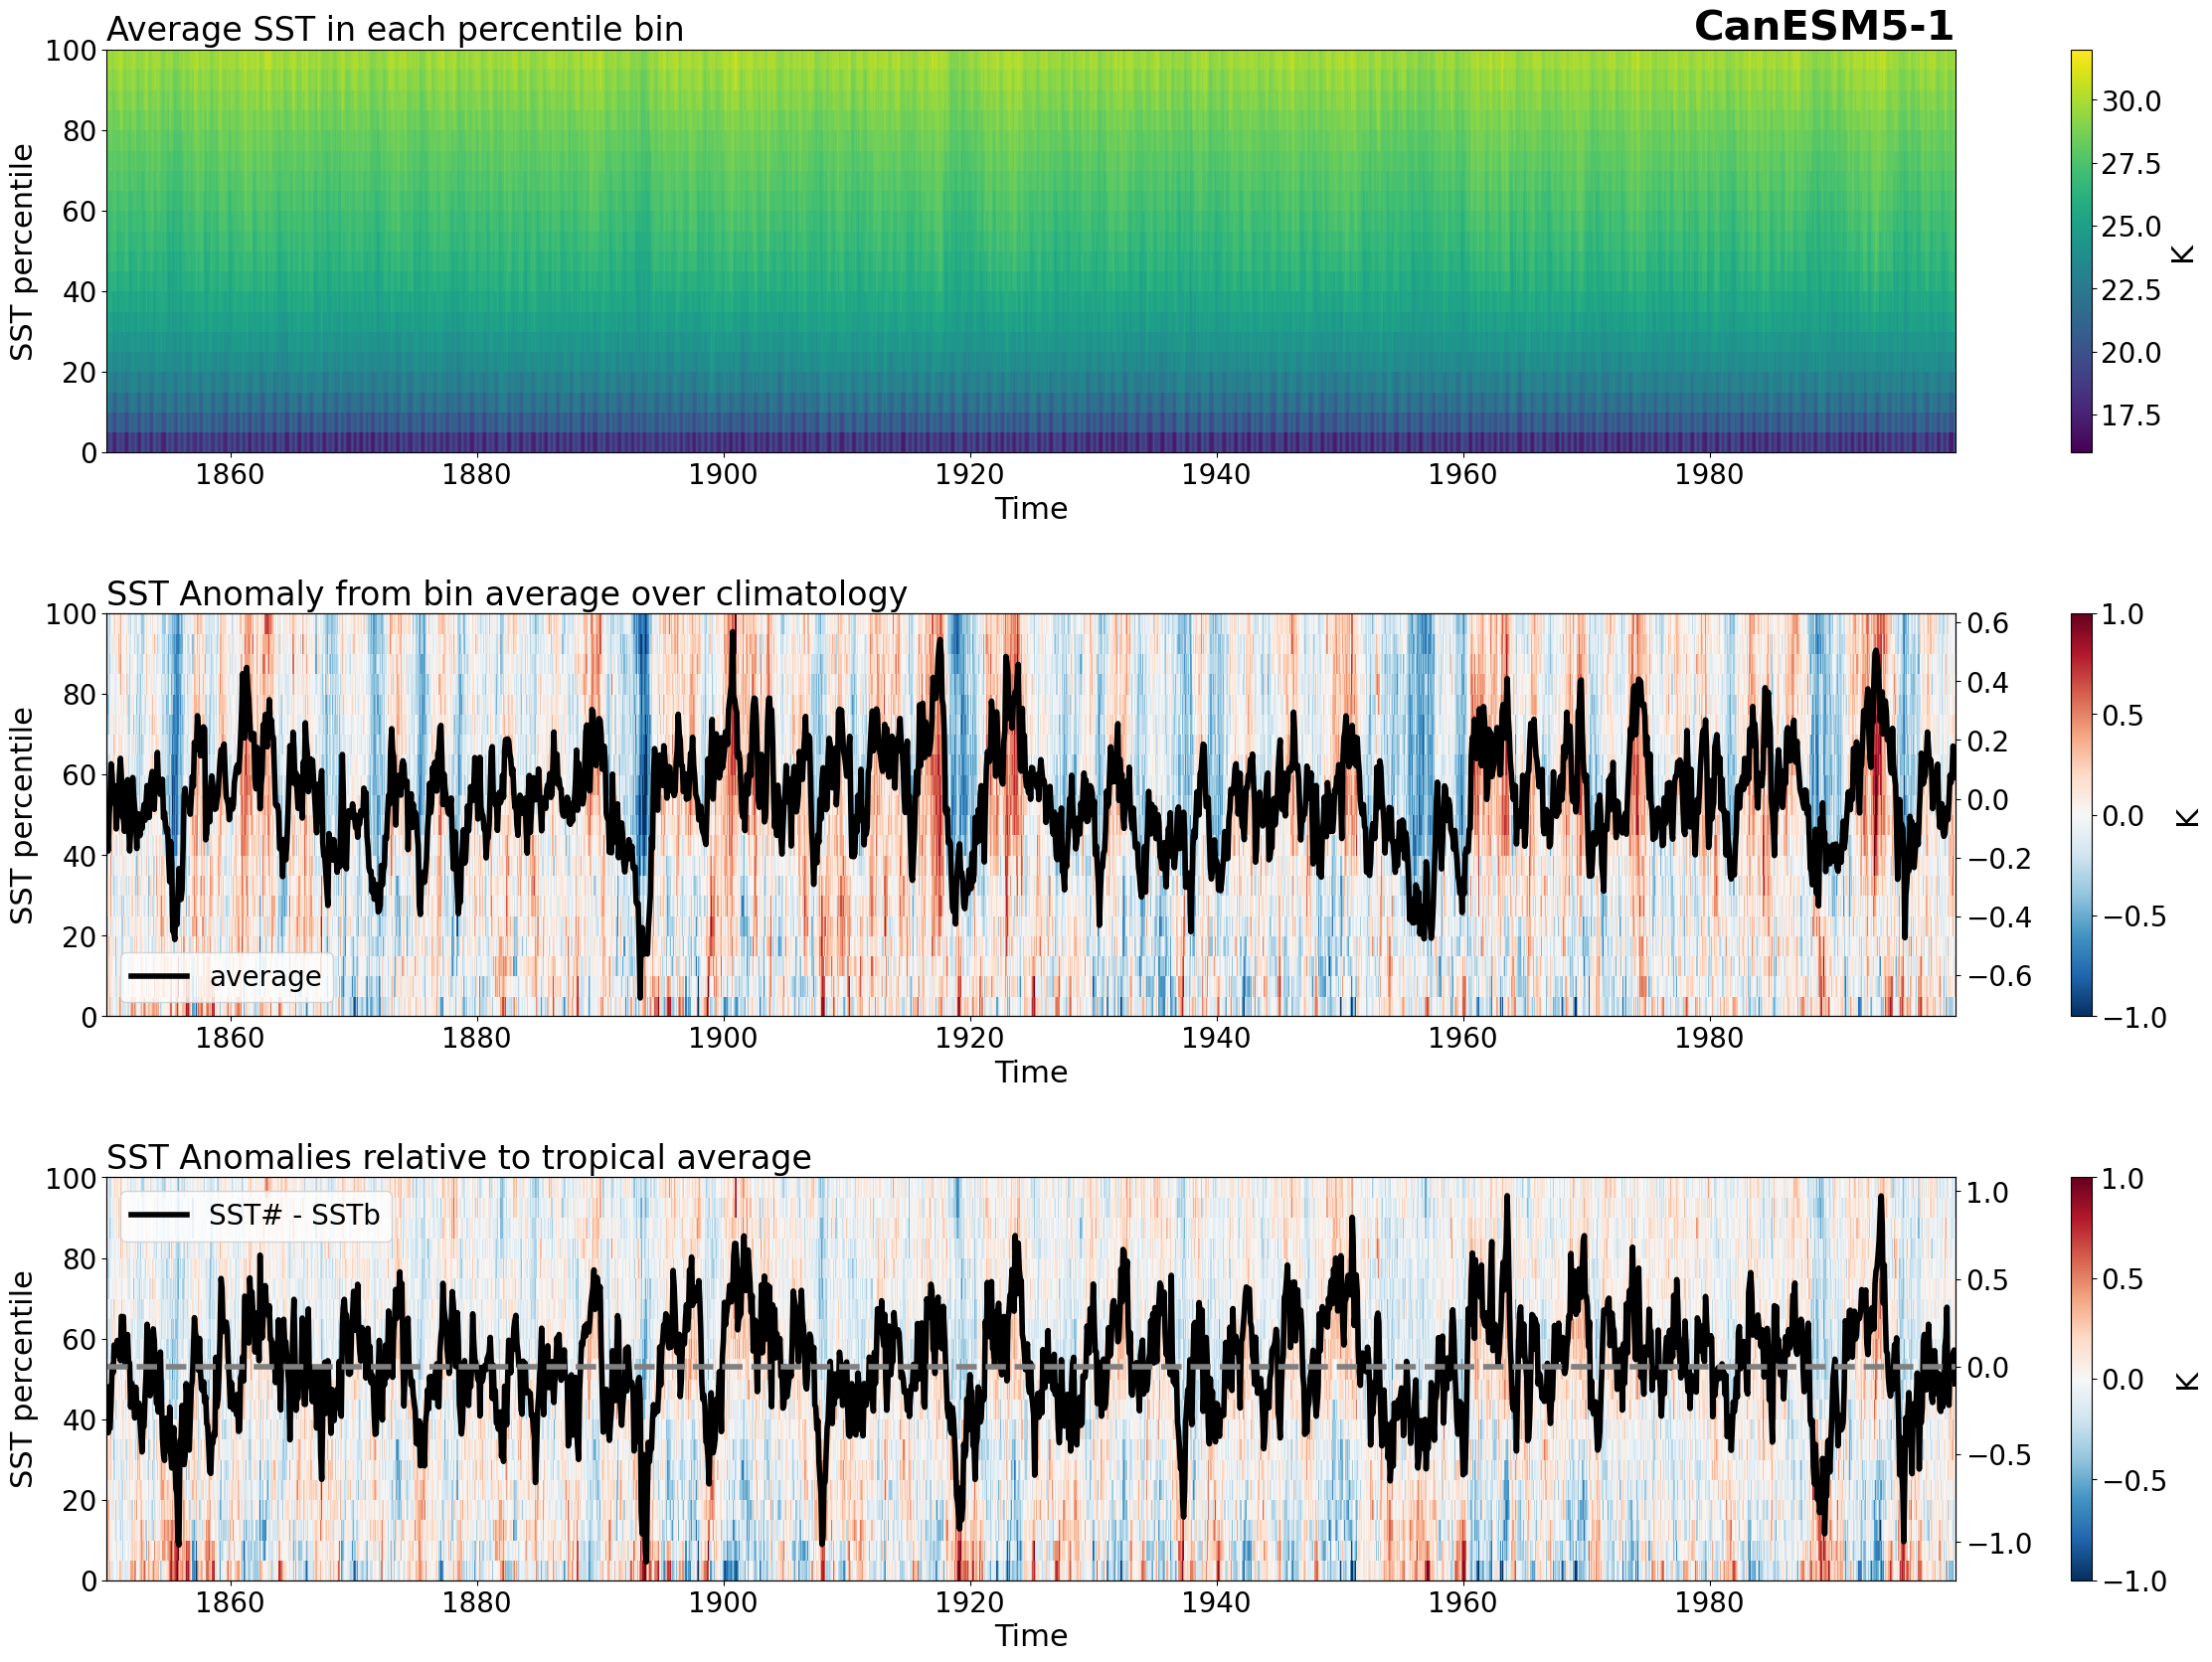 Average SST in each percentile bin
CanESM5-1
100
80
60
40
20
0
SST percentile
1860 1880 1900 1920 1940 1960 1980
Time
30.0
27.5
25.0
22.5
20.0
17.5
K
SST Anomaly from bin average over climatology
100
80
60
40
20
0
SST percentile
average
1860 1880 1900 1920 1940 1960 1980
Time
0.6
0.4
0.2
0.0
−0.2
−0.4
−0.6
1.0
0.5
0.0
−0.5
−1.0
K
SST Anomalies relative to tropical average
100
80
60
40
20
0
SST percentile
SST# - SSTb
1860 1880 1900 1920 1940 1960 1980
Time
1.0
0.5
0.0
−0.5
−1.0
1.0
0.5
0.0
−0.5
−1.0
K